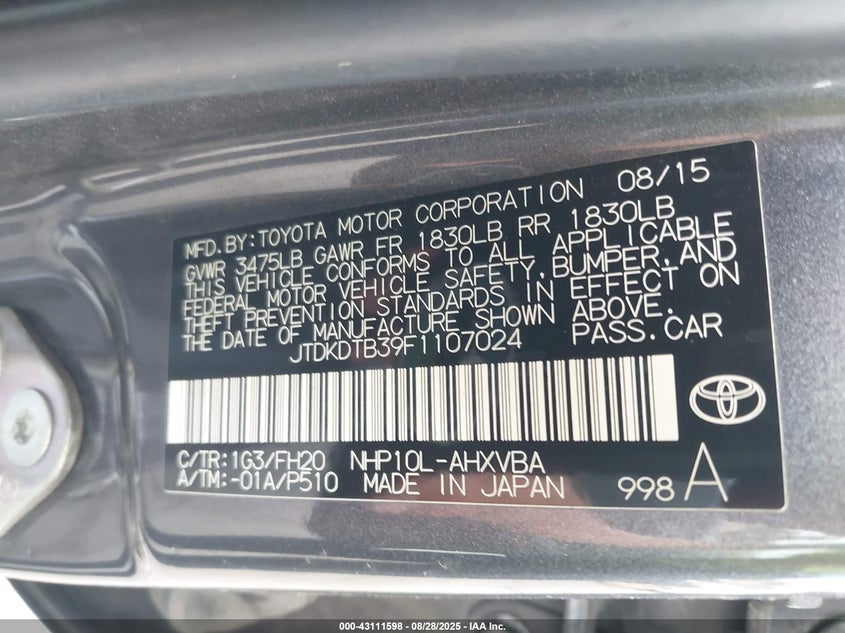 MFD.BY:TOYOTA MOTOR CORPORATION 08/15
GVWR 3475LB GAWR FR 1830LB RR 1830LB
THIS VEHICLE CONFORMS TO ALL APPLICABLE
FEDERAL MOTOR VEHICLE SAFETY,BUMPER,AND
THEFT PREVENTION STANDARDS IN EFFECT ON
THE DATE OF MANUFACTURE SHOWN ABOVE.
JTDKDTB39F1107024 PASS.CAR
C/TR:1G3/FH20 NHP10L-AHXVBA
A/TM:-01A/P510 MADE IN JAPAN 998 A
000-43111598 - 08/28/2025 - IAA Inc.